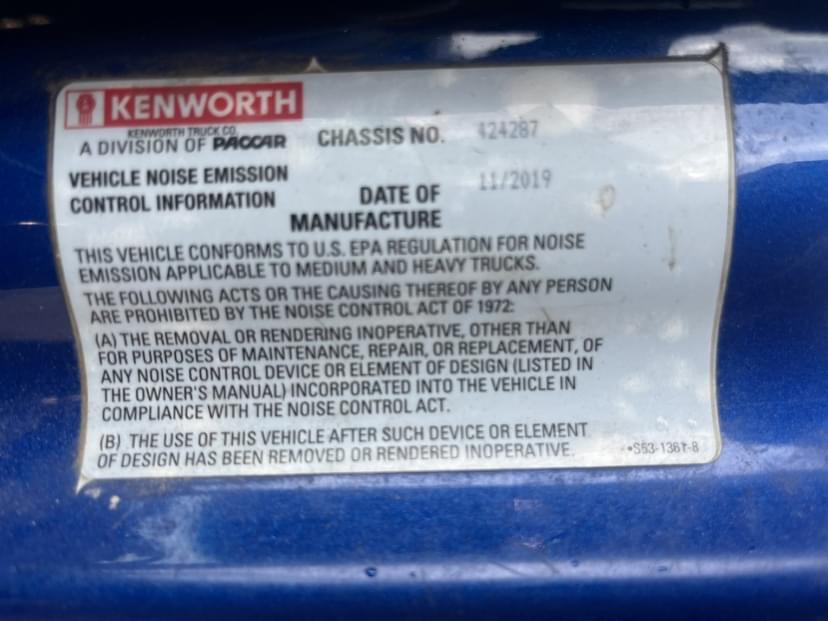 KENWORTH
KENWORTH TRUCK CO.
A DIVISION OF PACCAR
CHASSIS NO. 424287
VEHICLE NOISE EMISSION
CONTROL INFORMATION
DATE OF 11/2019
MANUFACTURE
THIS VEHICLE CONFORMS TO U.S. EPA REGULATION FOR NOISE
EMISSION APPLICABLE TO MEDIUM AND HEAVY TRUCKS.
THE FOLLOWING ACTS OR THE CAUSING THEREOF BY ANY PERSON
ARE PROHIBITED BY THE NOISE CONTROL ACT OF 1972:
(A) THE REMOVAL OR RENDERING INOPERATIVE, OTHER THAN
FOR PURPOSES OF MAINTENANCE, REPAIR, OR REPLACEMENT, OF
ANY NOISE CONTROL DEVICE OR ELEMENT OF DESIGN (LISTED IN
THE OWNER'S MANUAL) INCORPORATED INTO THE VEHICLE IN
COMPLIANCE WITH THE NOISE CONTROL ACT.
(B) THE USE OF THIS VEHICLE AFTER SUCH DEVICE OR ELEMENT
OF DESIGN HAS BEEN REMOVED OR RENDERED INOPERATIVE.